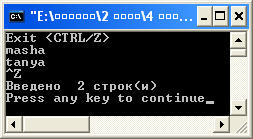 "E:\□□□□□□\2 □□□□\4 □□□...
Exit <CTRL/Z>
masha
tanya
^Z
Введено 2 строк(и)
Press any key to continue_